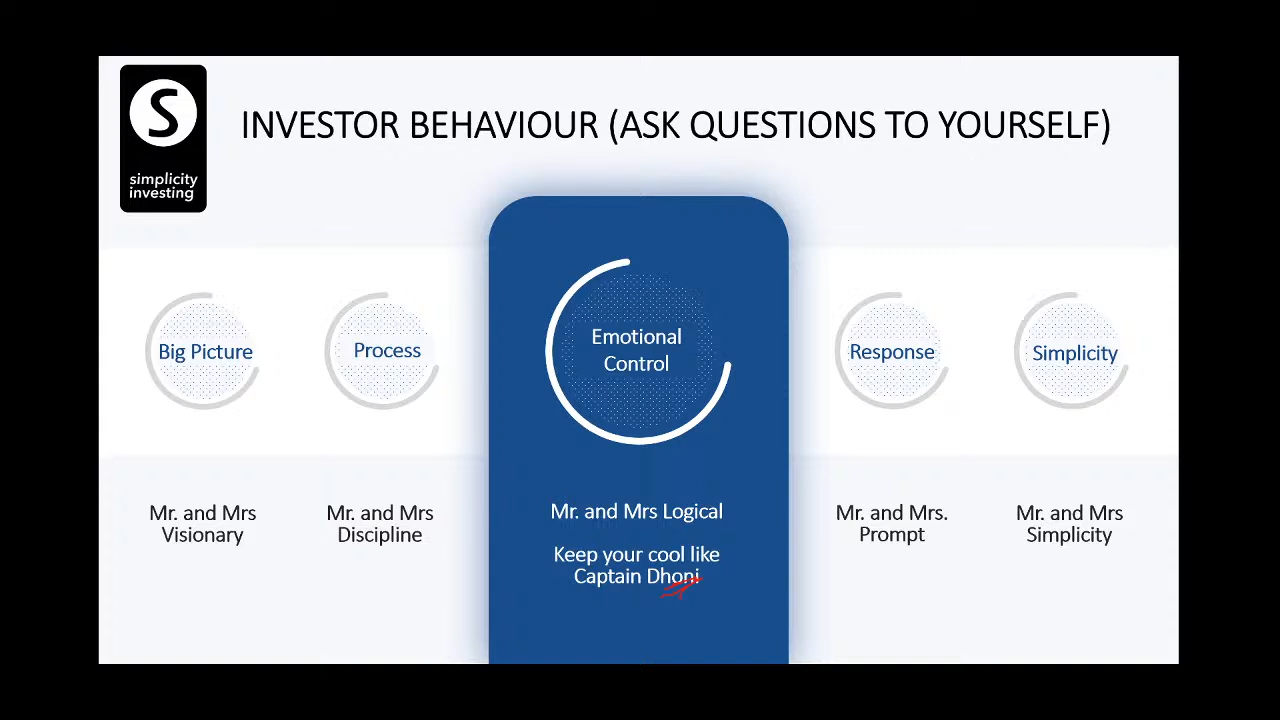 S
simplicity
investing
INVESTOR BEHAVIOUR (ASK QUESTIONS TO YOURSELF)
Big Picture
Process
Emotional
Control
Response
Simplicity
Mr. and Mrs
Visionary
Mr. and Mrs
Discipline
Mr. and Mrs Logical
Keep your cool like
Captain Dhoni
Mr. and Mrs.
Prompt
Mr. and Mrs
Simplicity